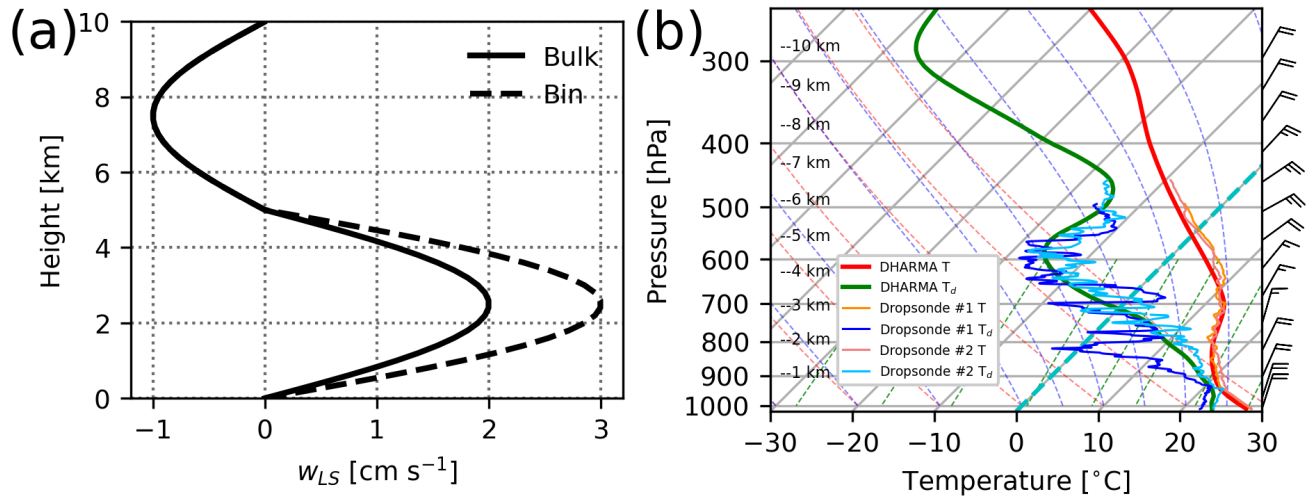 (a)
Height [km]
10
8
6
4
2
0
Bulk
Bin
−1
0
1
2
3
w_LS [cm s⁻¹]
(b)
Pressure [hPa]
300
400
500
600
700
800
900
1000
--10 km
--9 km
--8 km
--7 km
--6 km
--5 km
--4 km
--3 km
--2 km
--1 km
DHARMA T
DHARMA T_d
Dropsonde #1 T
Dropsonde #1 T_d
Dropsonde #2 T
Dropsonde #2 T_d
−30
−20
−10
0
10
20
30
Temperature [°C]